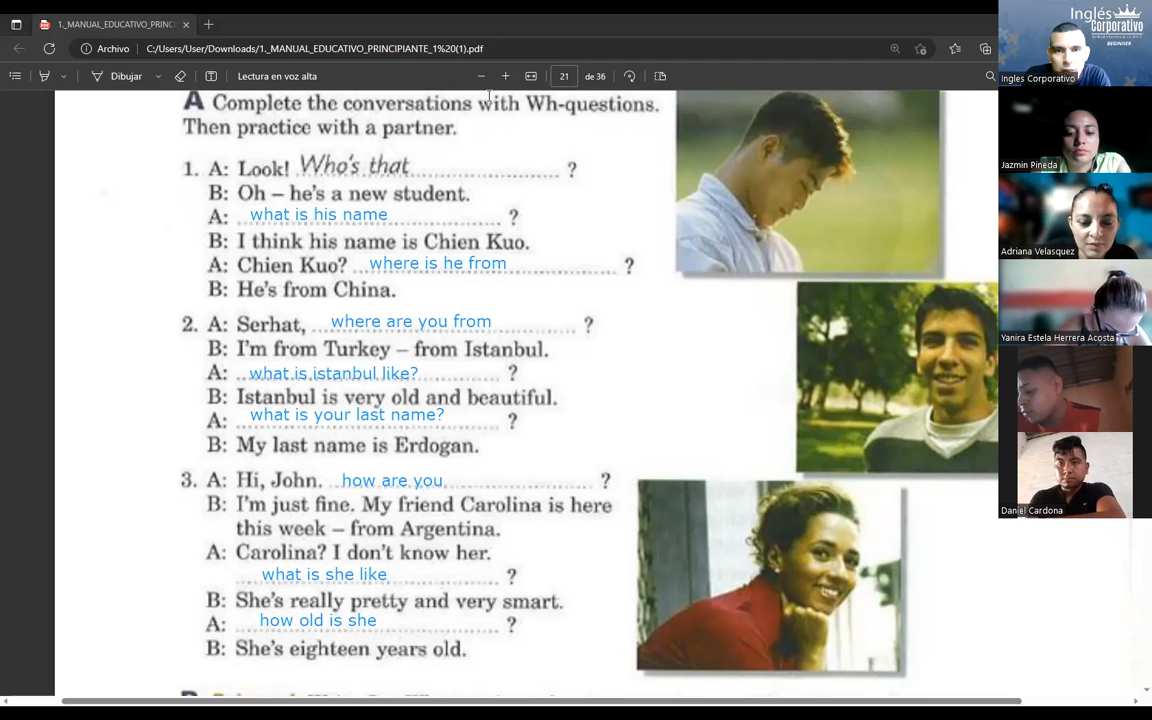 1._MANUAL_EDUCATIVO_PRINCI
Archivo
C:/Users/User/Downloads/1._MANUAL_EDUCATIVO_PRINCIPIANTE_1%20(1).pdf
Dibujar
Lectura en voz alta
21
de 36
A Complete the conversations with Wh-questions.
Then practice with a partner.
1. A: Look! Who's that ?
B: Oh – he's a new student.
A: what is his name ?
B: I think his name is Chien Kuo.
A: Chien Kuo? where is he from ?
B: He's from China.
2. A: Serhat, where are you from ?
B: I'm from Turkey – from Istanbul.
A: what is istanbul like? ?
B: Istanbul is very old and beautiful.
A: what is your last name? ?
B: My last name is Erdogan.
3. A: Hi, John. how are you ?
B: I'm just fine. My friend Carolina is here
this week – from Argentina.
A: Carolina? I don't know her.
what is she like ?
B: She's really pretty and very smart.
A: how old is she ?
B: She's eighteen years old.
Inglés
Corporativo
BEGINNER
Ingles Corporativo
Jazmin Pineda
Adriana Velasquez
Yanira Estela Herrera Acosta
Daniel Cardona